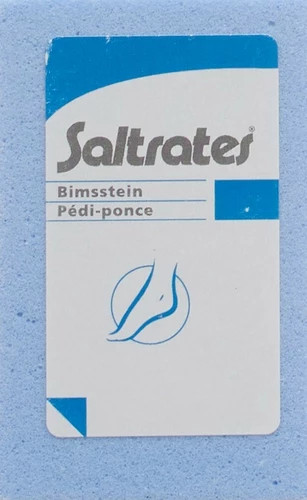 Saltrates®
Bimsstein
Pédi-ponce